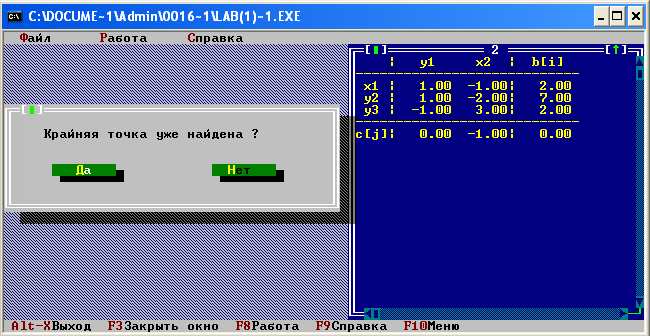 C:\DOCUME~1\Admin\0016~1\LAB(1)~1.EXE
Файл Работа Справка
2
| y1 x2 | b[i]
x1| 1.00 -1.00| 2.00
y2| 1.00 -2.00| 7.00
y3| -1.00 3.00| 2.00
c[j]| 0.00 -1.00| 0.00
Крайняя точка уже найдена ?
Да Нет
Alt-X Выход F3 Закрыть окно F8 Работа F9 Справка F10 Меню